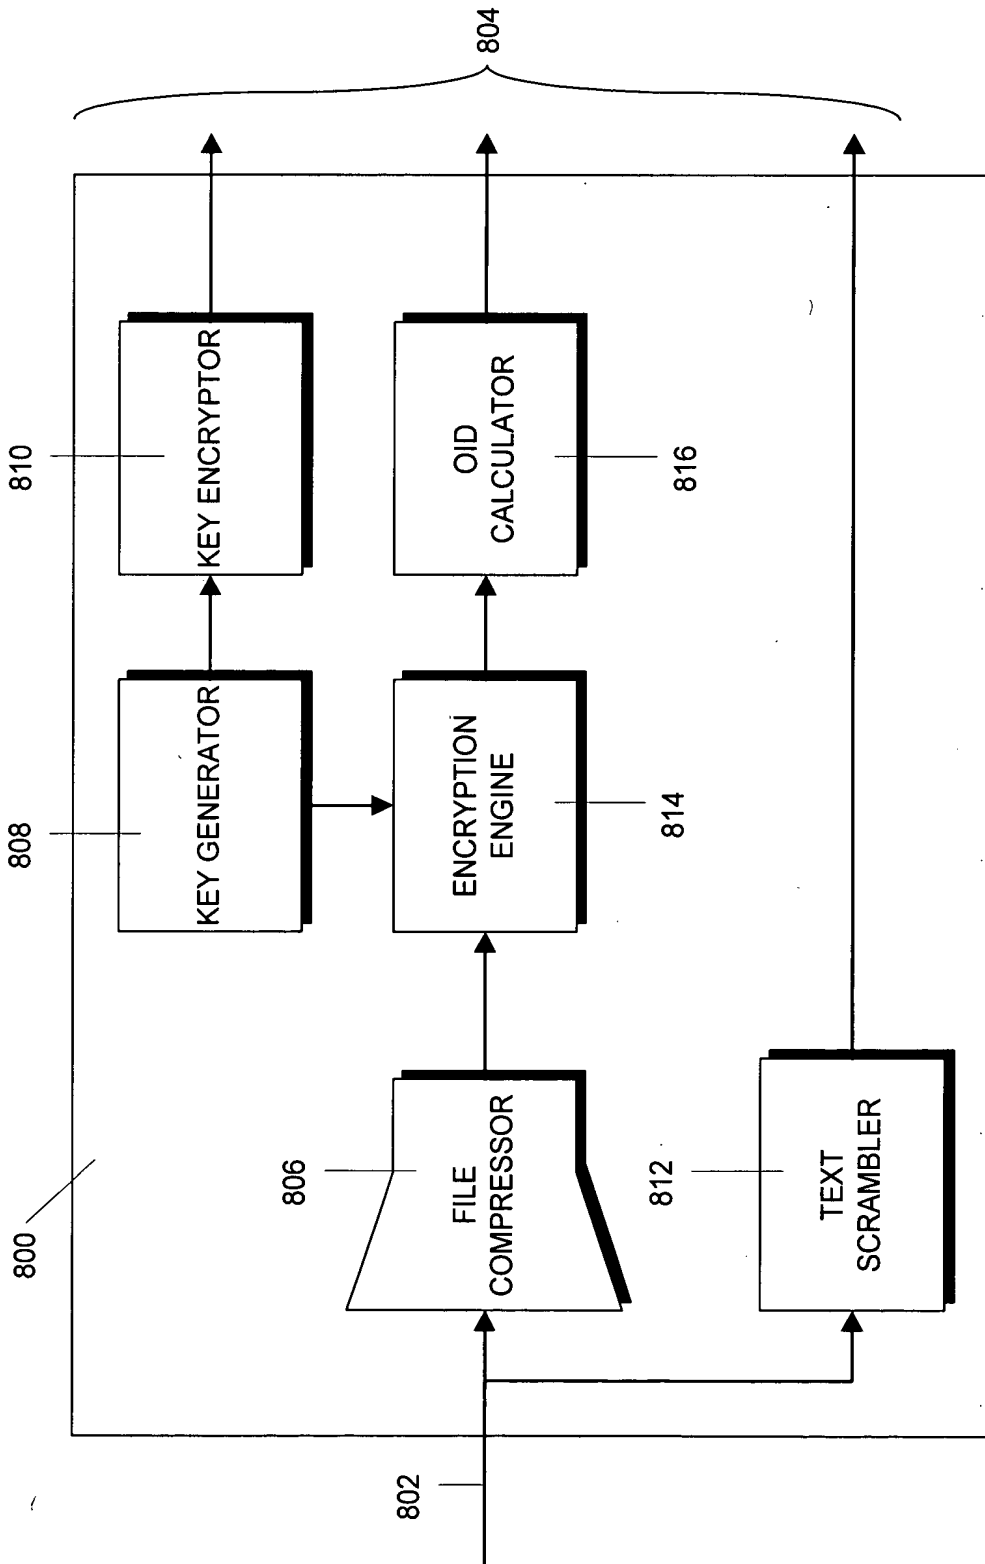 800
808
810
KEY GENERATOR
KEY ENCRYPTOR
802
806
FILE
COMPRESSOR
ENCRYPTION
ENGINE
OID
CALCULATOR
804
812
814
816
TEXT
SCRAMBLER